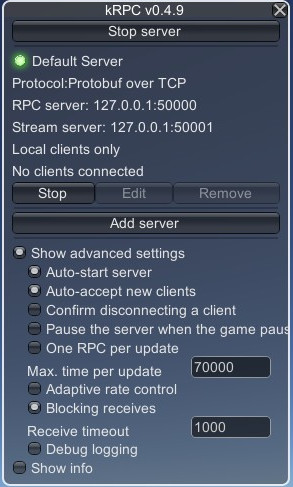 kRPC v0.4.9
Stop server
Default Server
Protocol:Protobuf over TCP
RPC server: 127.0.0.1:50000
Stream server: 127.0.0.1:50001
Local clients only
No clients connected
Stop Edit Remove
Add server
Show advanced settings
Auto-start server
Auto-accept new clients
Confirm disconnecting a client
Pause the server when the game paus
One RPC per update
Max. time per update 70000
Adaptive rate control
Blocking receives
Receive timeout 1000
Debug logging
Show info